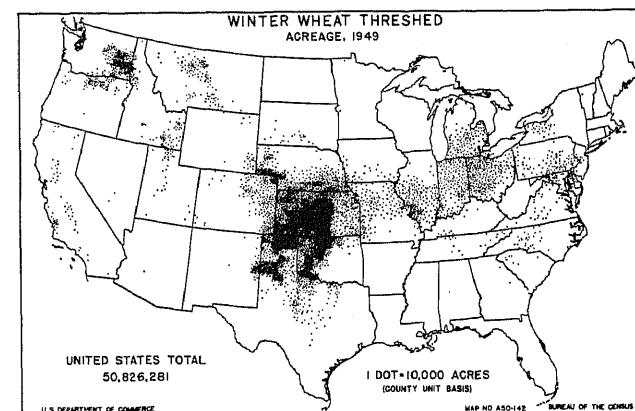 WINTER WHEAT THRESHED
ACREAGE, 1949
UNITED STATES TOTAL
50,826,281
1 DOT=10,000 ACRES
(COUNTY UNIT BASIS)
U.S. DEPARTMENT OF COMMERCE
MAP NO A50-142
BUREAU OF THE CENSUS